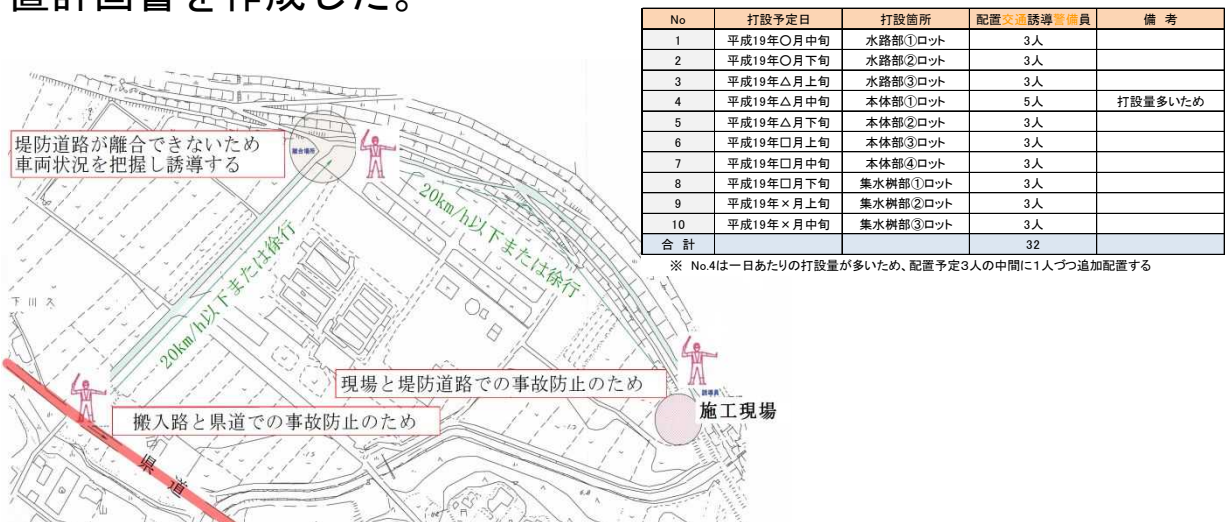 置計画書を作成した。
No 打設予定日 打設箇所 配置交通誘導警備員 備 考
1 平成19年〇月中旬 水路部①ロット 3人
2 平成19年〇月下旬 水路部②ロット 3人
3 平成19年△月上旬 水路部③ロット 3人
4 平成19年△月中旬 本体部①ロット 5人 打設量多いため
5 平成19年△月下旬 本体部②ロット 3人
6 平成19年□月上旬 本体部③ロット 3人
7 平成19年□月中旬 本体部④ロット 3人
8 平成19年□月下旬 集水桝部①ロット 3人
9 平成19年×月上旬 集水桝部②ロット 3人
10 平成19年×月中旬 集水桝部③ロット 3人
合 計 32
※ No.4は一日あたりの打設量が多いため、配置予定3人の中間に1人づつ追加配置する
堤防道路が離合できないため
車両状況を把握し誘導する
離合場所
20km/h以下または徐行
20km/h以下または徐行
下川久
現場と堤防道路での事故防止のため
誘導員
施工現場
搬入路と県道での事故防止のため
県道